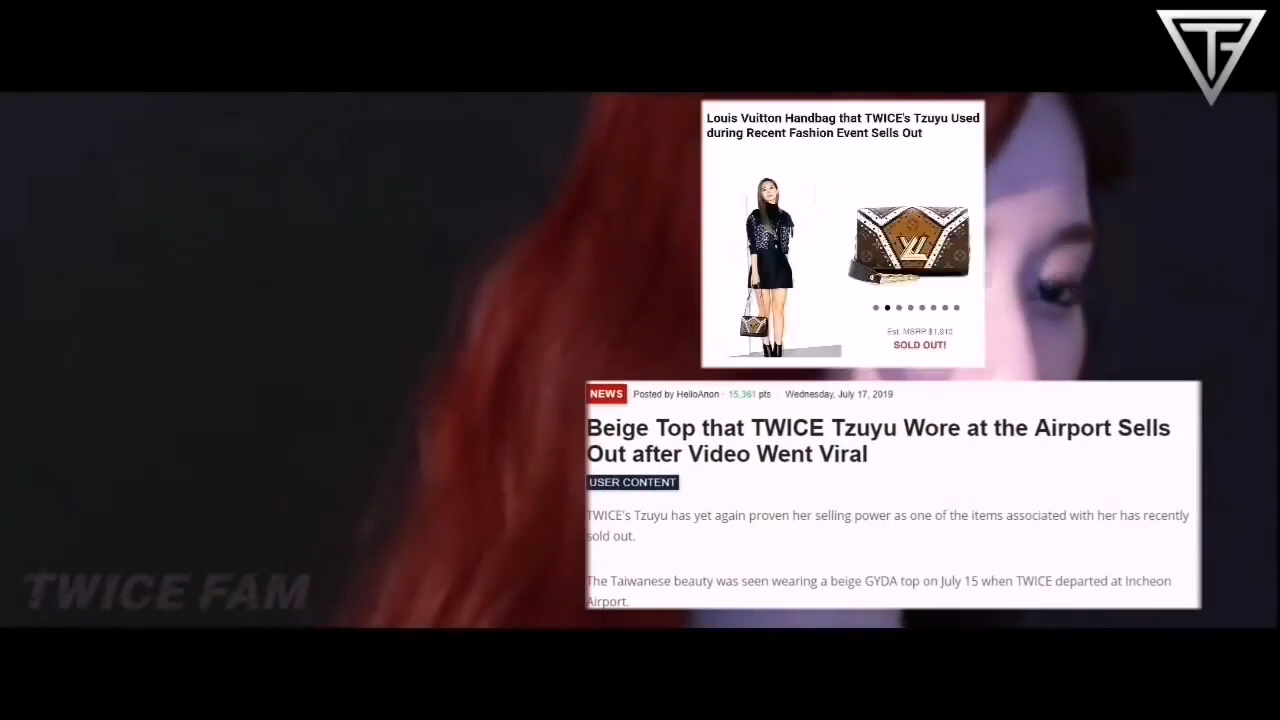 TF
Louis Vuitton Handbag that TWICE's Tzuyu Used
during Recent Fashion Event Sells Out
LV
Est. MSRP $1,910
SOLD OUT!
NEWS Posted by HelloAnon · 15,361 pts Wednesday, July 17, 2019
Beige Top that TWICE Tzuyu Wore at the Airport Sells
Out after Video Went Viral
USER CONTENT
TWICE's Tzuyu has yet again proven her selling power as one of the items associated with her has recently
sold out.
The Taiwanese beauty was seen wearing a beige GYDA top on July 15 when TWICE departed at Incheon
Airport.
TWICE FAM